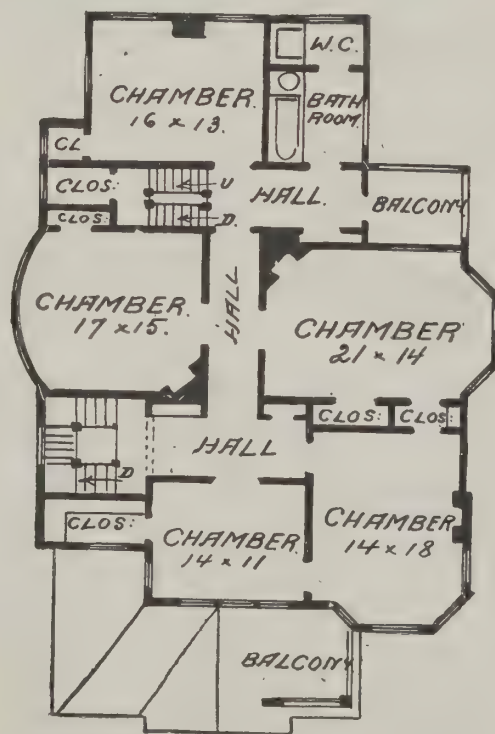 W.C.
CHAMBER.
16 x 13.
BATH
ROOM.
CL
CLOS:
CLOS:
U
D.
HALL.
BALCONY
CHAMBER.
17 x 15.
HALL
CHAMBER
21 x 14
CLOS:
CLOS:
HALL
D
CLOS:
CHAMBER.
14 x 11
CHAMBER
14 x 18
BALCONY